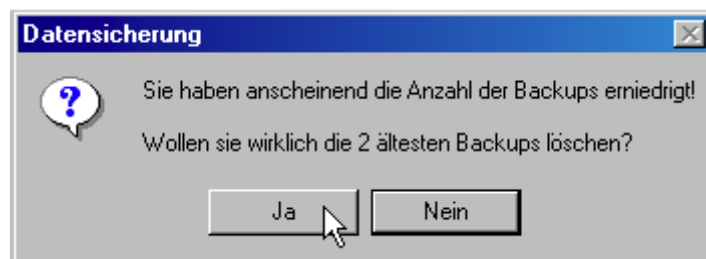 Datensicherung
Sie haben anscheinend die Anzahl der Backups erniedrigt!
Wollen sie wirklich die 2 ältesten Backups löschen?
Ja
Nein